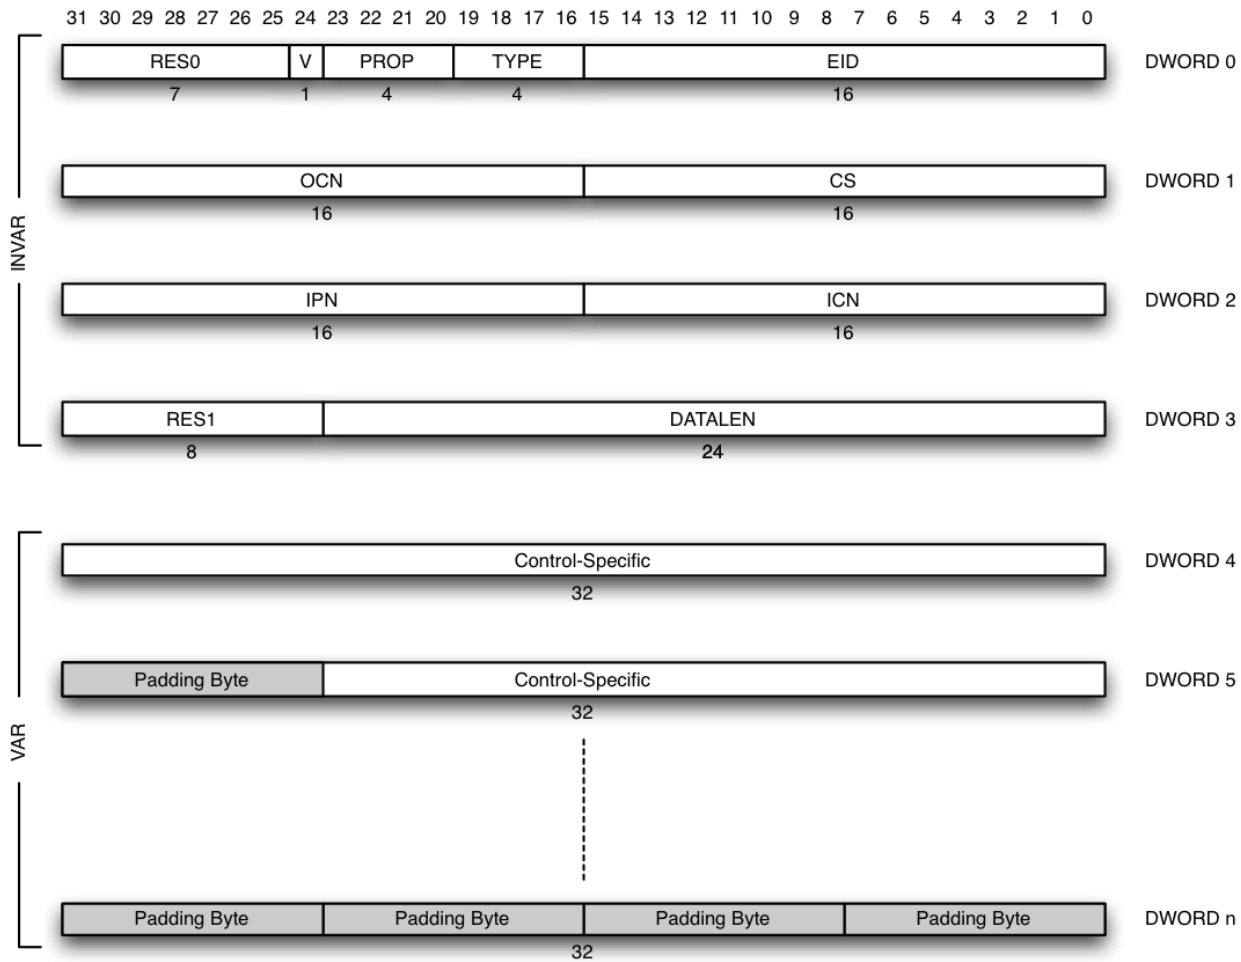 31 30 29 28 27 26 25 24 23 22 21 20 19 18 17 16 15 14 13 12 11 10 9 8 7 6 5 4 3 2 1 0
RES0 V PROP TYPE EID DWORD 0
7 1 4 4 16
OCN CS DWORD 1
16 16
INVAR
IPN ICN DWORD 2
16 16
RES1 DATALEN DWORD 3
8 24
Control-Specific DWORD 4
32
Padding Byte Control-Specific DWORD 5
32
VAR
Padding Byte Padding Byte Padding Byte Padding Byte DWORD n
32